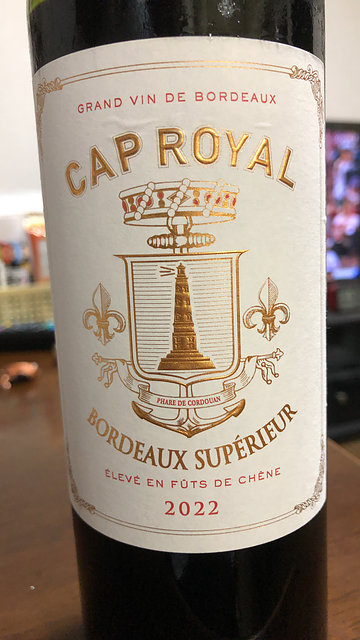 GRAND VIN DE BORDEAUX
CAP ROYAL
PHARE DE CORDOUAN
BORDEAUX SUPÉRIEUR
ÉLEVÉ EN FÛTS DE CHÊNE
2022